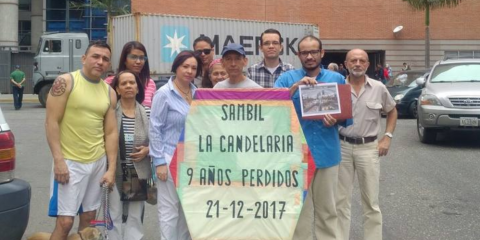 MAERSK
SAMBIL
LA CANDELARIA
9 AÑOS PERDIDOS
21-12-2017